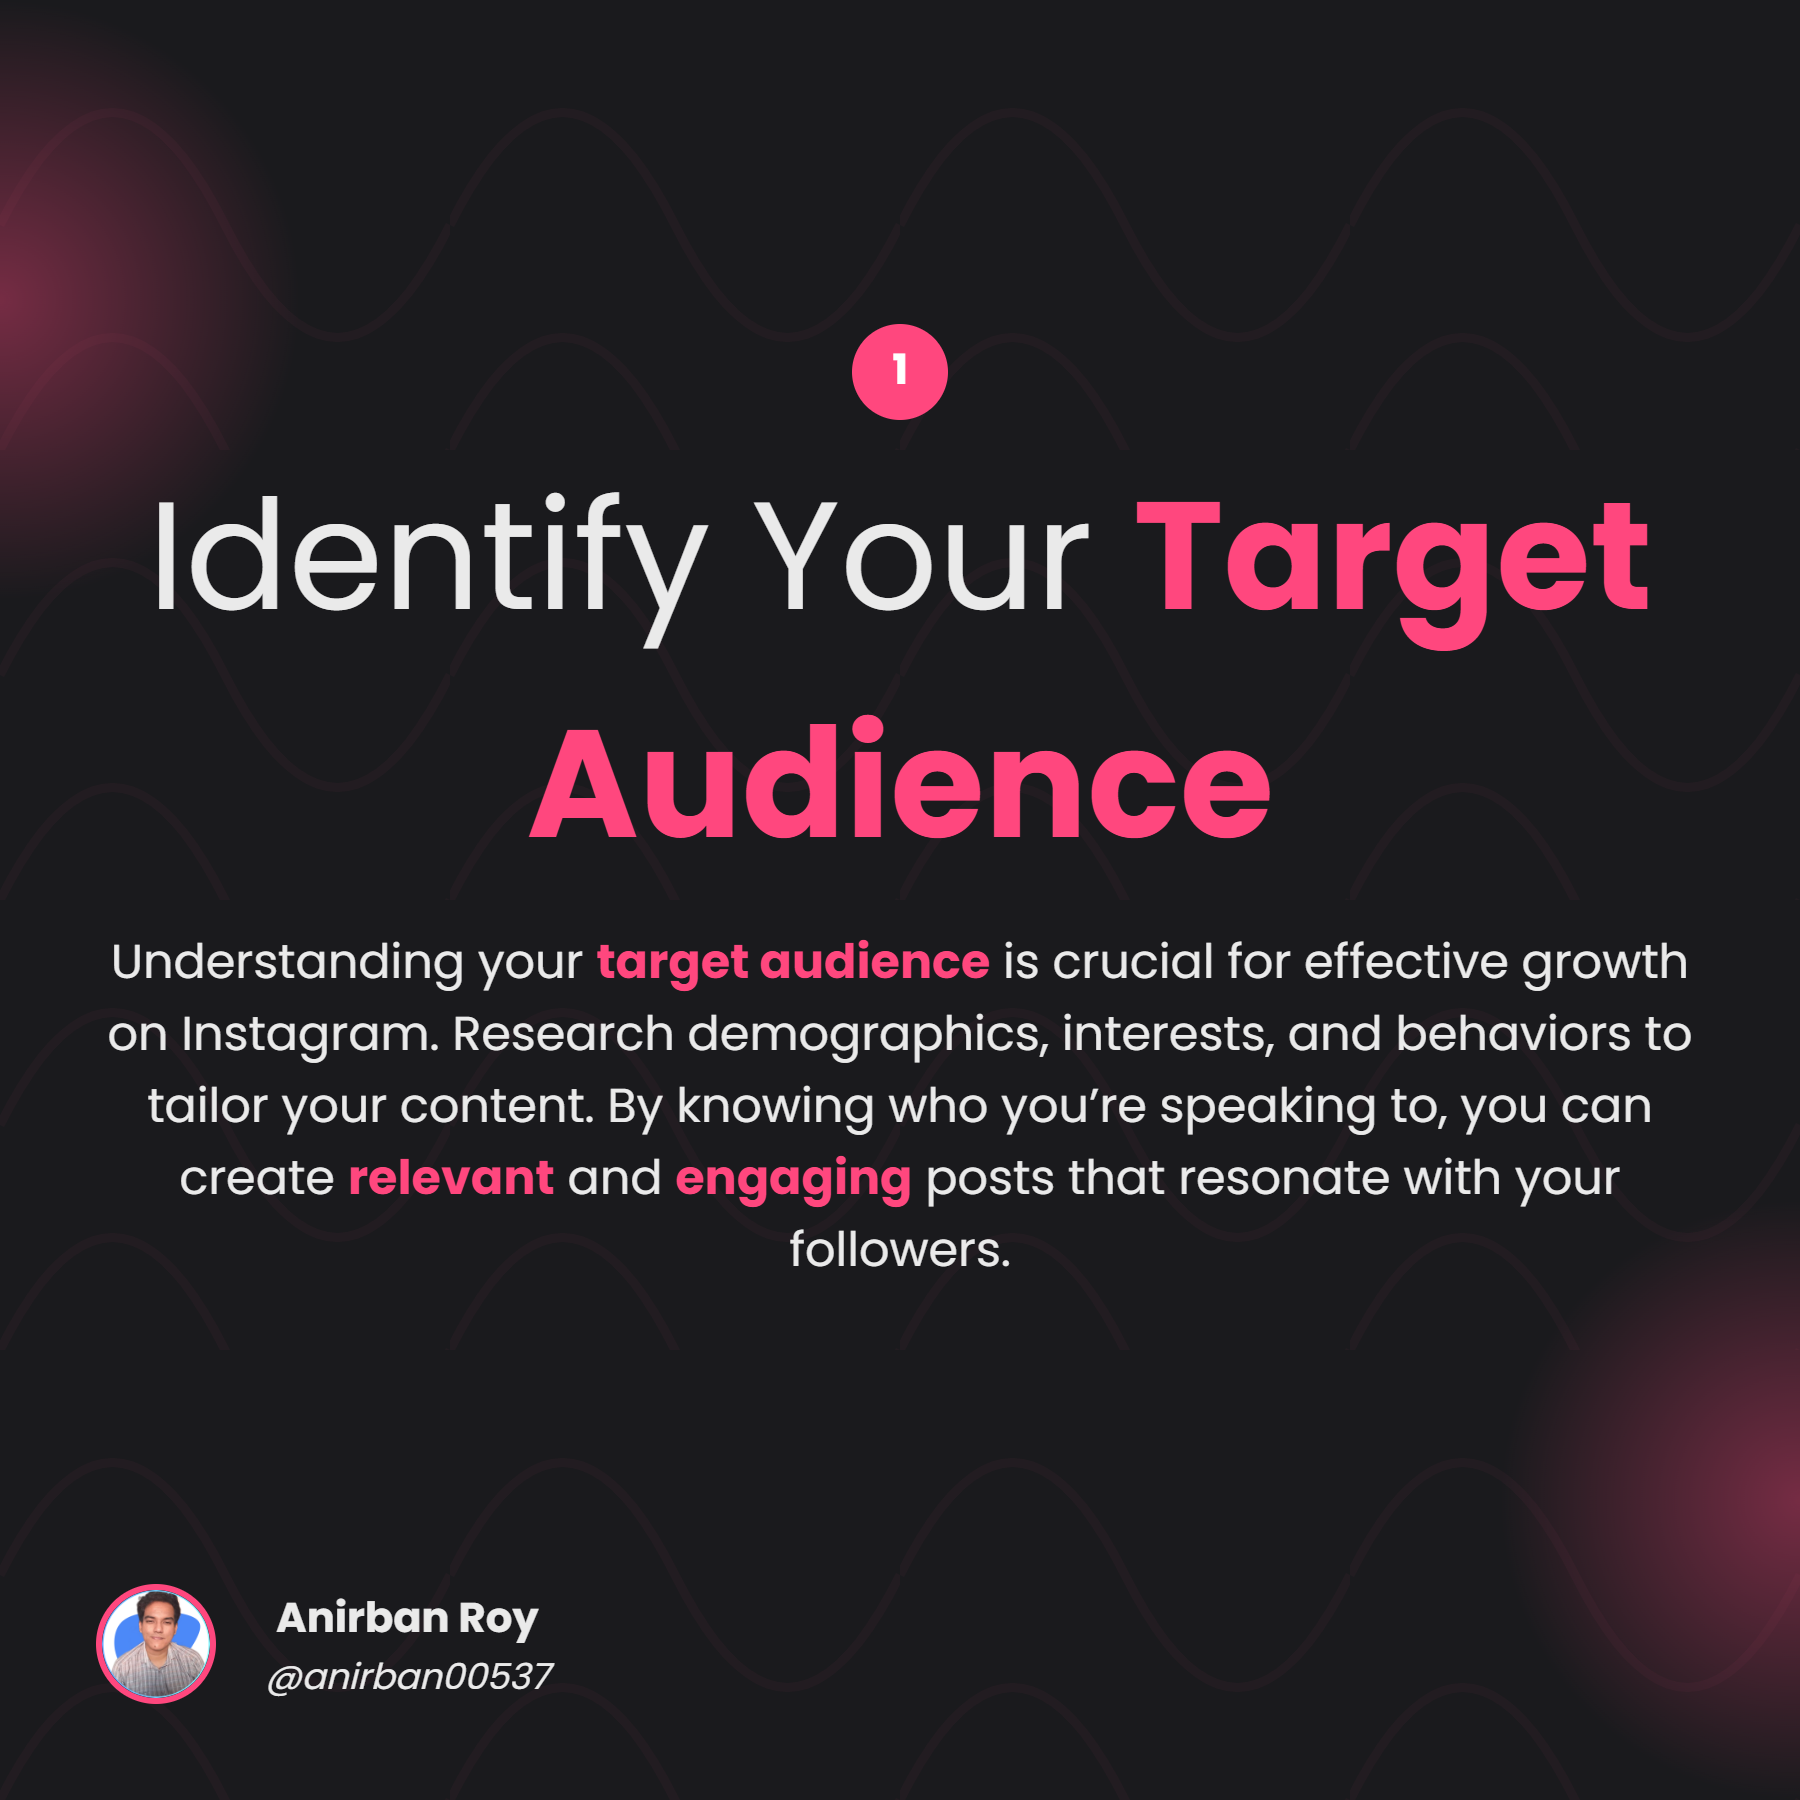 1
Identify Your Target
Audience
Understanding your target audience is crucial for effective growth
on Instagram. Research demographics, interests, and behaviors to
tailor your content. By knowing who you’re speaking to, you can
create relevant and engaging posts that resonate with your
followers.
Anirban Roy
@anirban00537